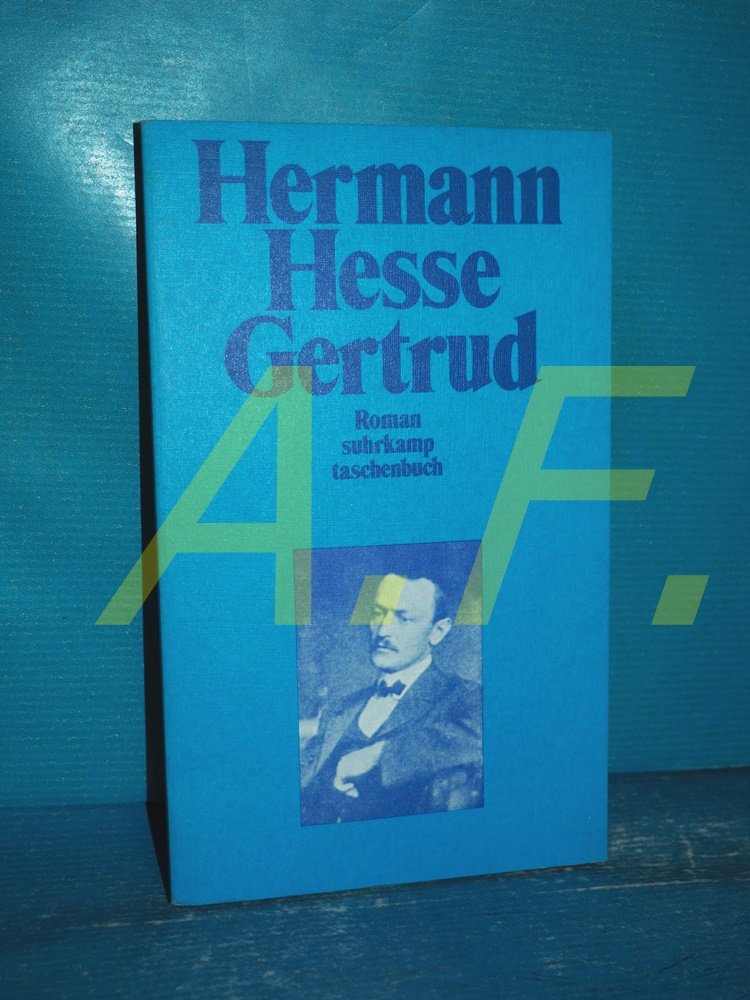 Hermann
Hesse
Gertrud
Roman
suhrkamp
taschenbuch
A.F.